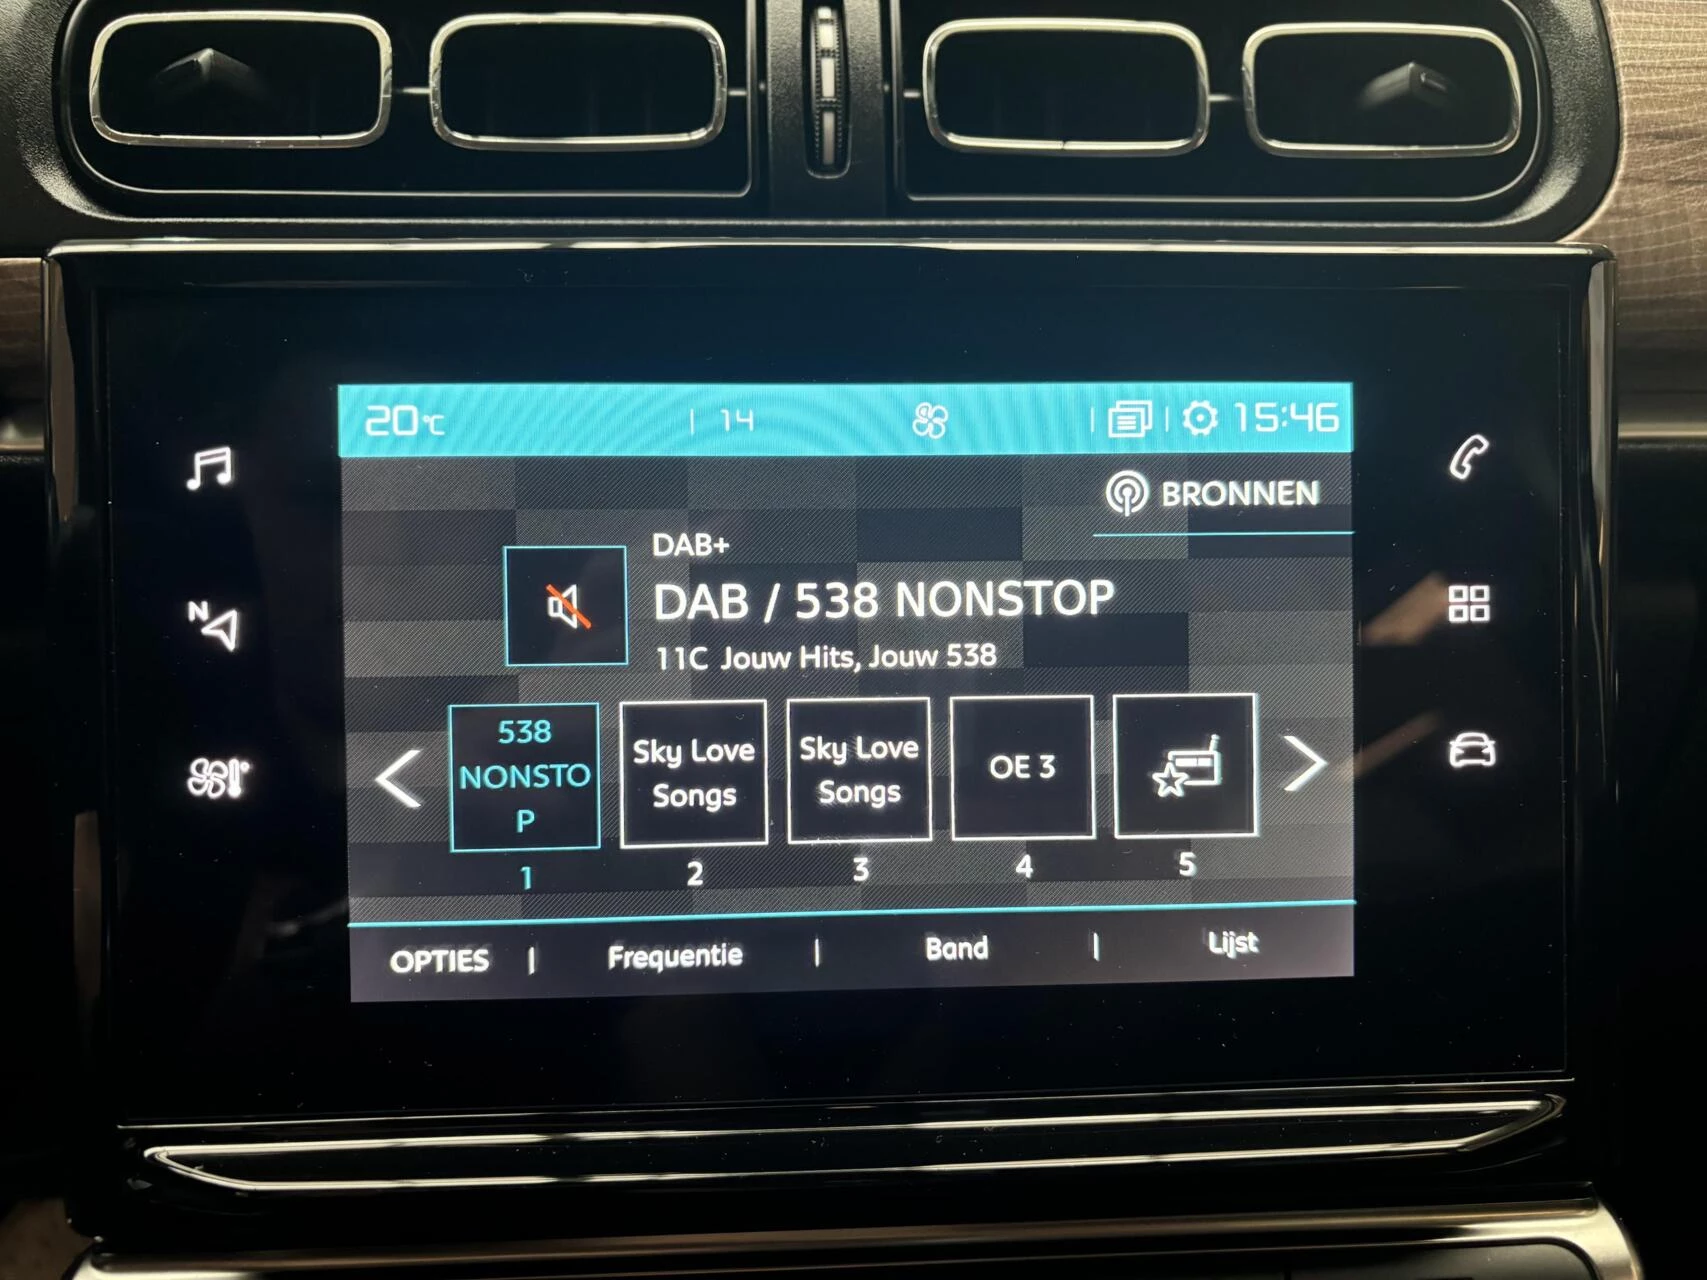 20°C | 14 | | 15:46
BRONNEN
DAB+
DAB / 538 NONSTOP
11C Jouw Hits, Jouw 538
538
NONSTO
P
Sky Love
Songs
Sky Love
Songs
OE 3
1 2 3 4 5
OPTIES | Frequentie | Band | Lijst
N